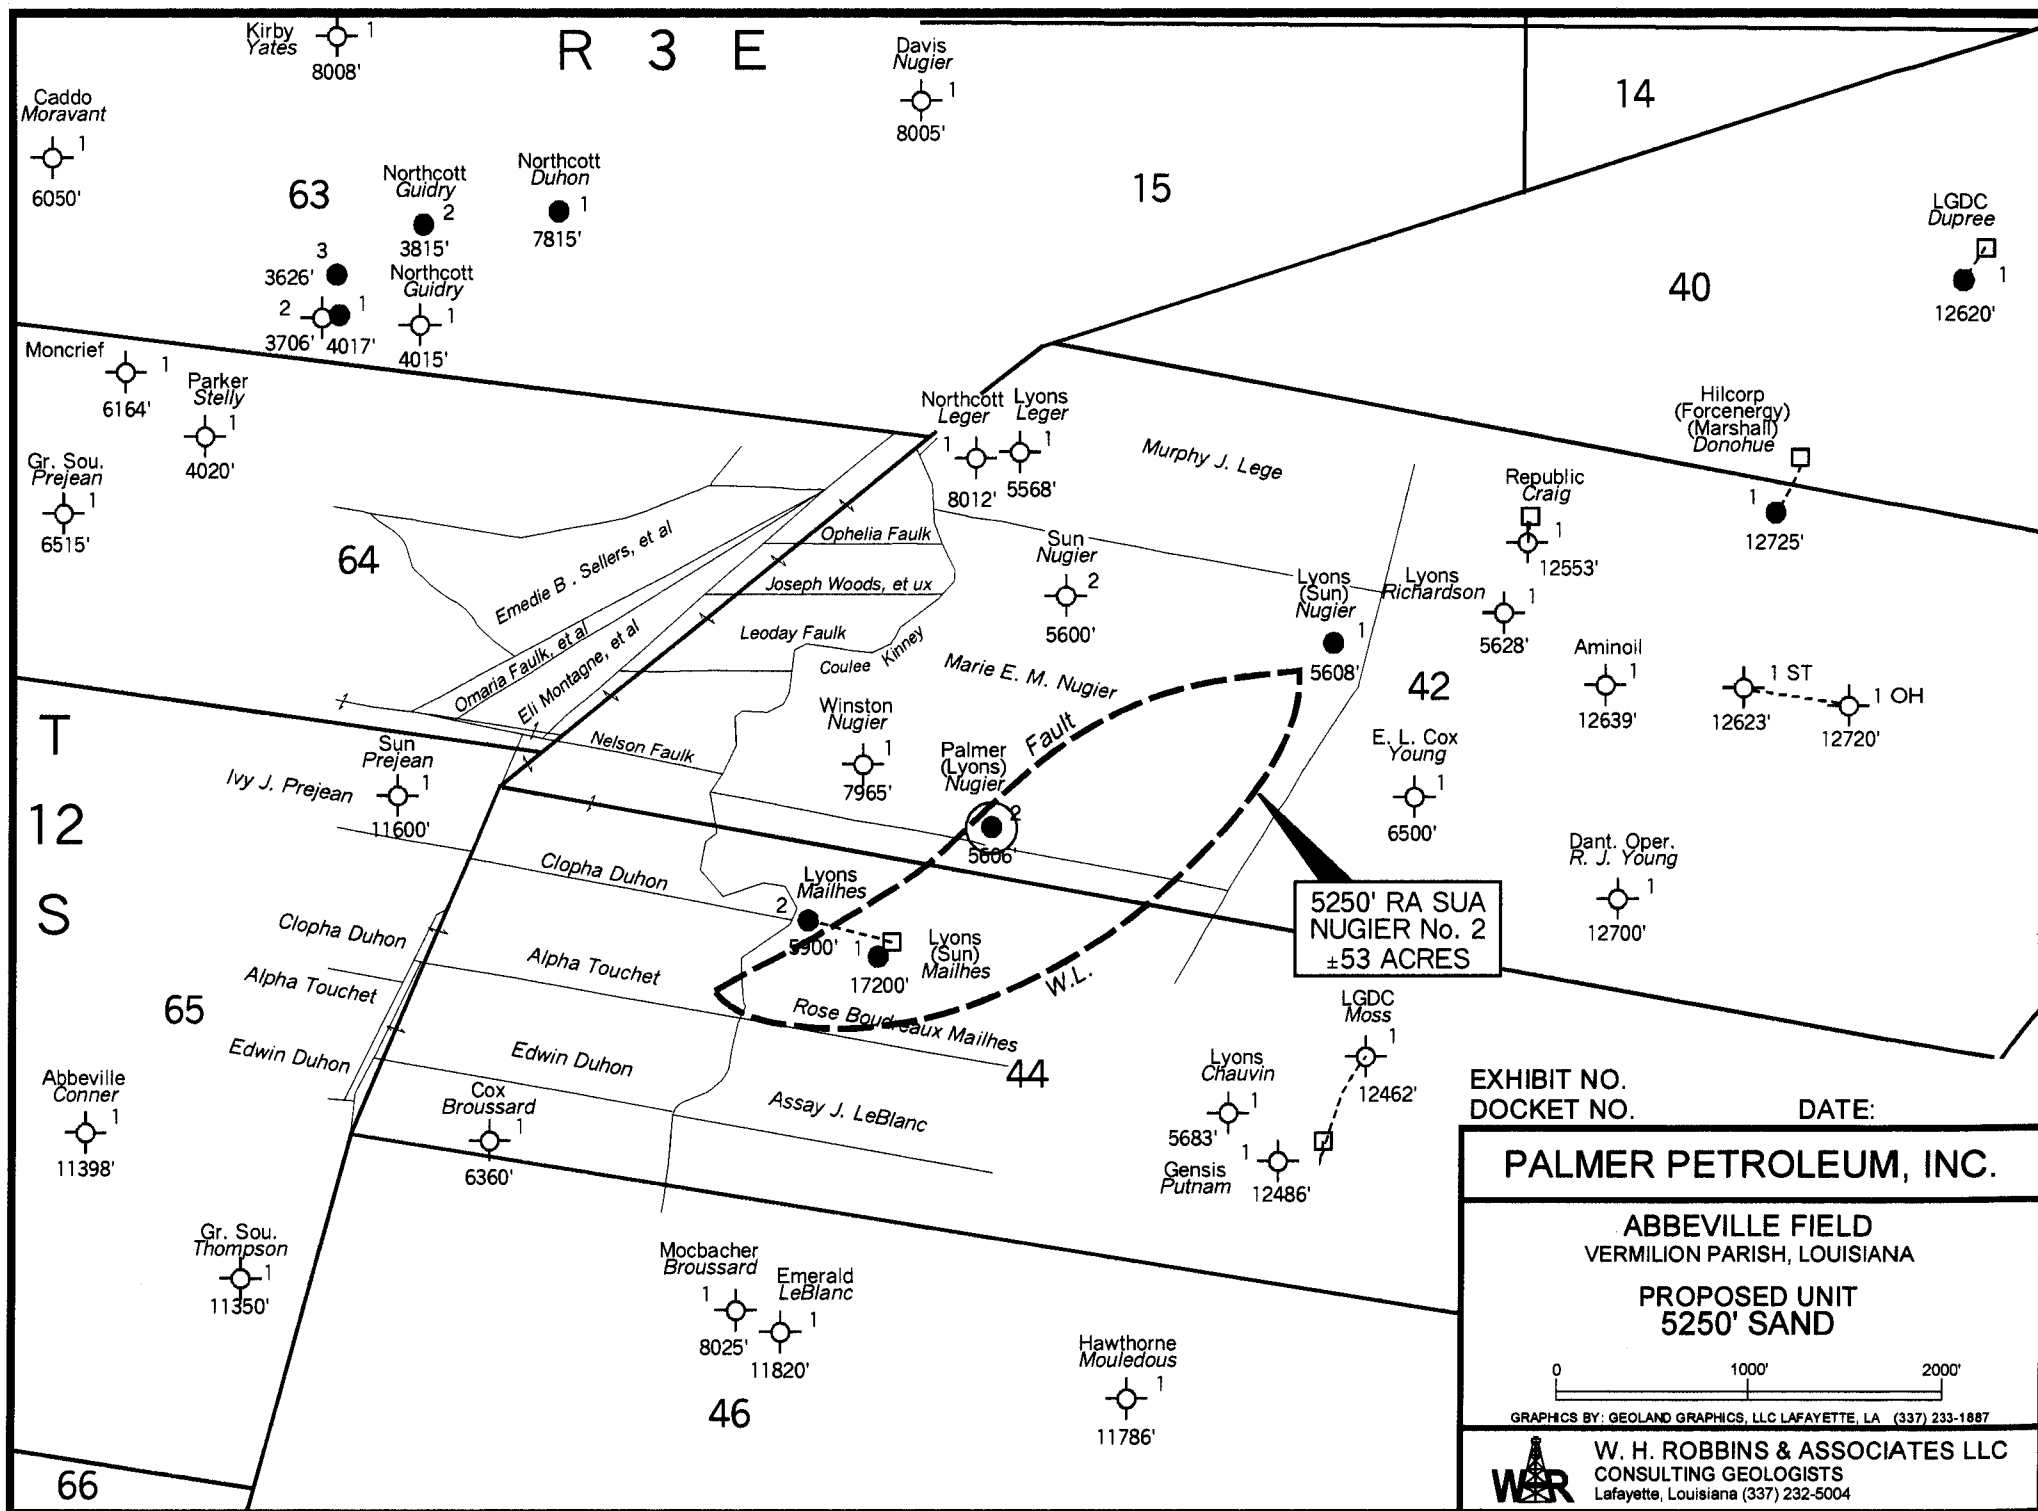 R 3 E
Kirby
Yates
1
8008'
Davis
Nugier
1
8005'
14
Caddo
Moravant
1
6050'
63
Northcott
Guidry
2
3815'
Northcott
Duhon
1
7815'
15
LGDC
Dupree
1
12620'
3
3626'
2
1
3706'
4017'
Northcott
Guidry
1
4015'
40
Moncrief
1
6164'
Parker
Stelly
1
4020'
Northcott
Leger
1
8012'
Lyons
Leger
1
5568'
Murphy J. Lege
Hilcorp
(Forcenergy)
(Marshall)
Donohue
1
12725'
Gr. Sou.
Prejean
1
6515'
Republic
Craig
1
12553'
64
Emedie B . Sellers, et al
Ophelia Faulk
Sun
Nugier
2
5600'
Joseph Woods, et ux
Lyons
(Sun)
Nugier
1
5608'
Lyons
Richardson
1
5628'
Omaria Faulk, et al
Eli Montagne, et al
Leoday Faulk
Coulee Kinney
Marie E. M. Nugier
42
Aminoil
1
12639'
1 ST
12623'
1 OH
12720'
T
12
S
Sun
Prejean
1
11600'
Ivy J. Prejean
Nelson Faulk
Winston
Nugier
1
7965'
Palmer
(Lyons)
Nugier
2
5606'
Fault
E. L. Cox
Young
1
6500'
Dant. Oper.
R. J. Young
1
12700'
Clopha Duhon
Lyons
Mailhes
2
5900'
5250' RA SUA
NUGIER No. 2
±53 ACRES
Clopha Duhon
Alpha Touchet
1
17200'
Lyons
(Sun)
Mailhes
W.L.
Alpha Touchet
65
Rose Boudreaux Mailhes
LGDC
Moss
1
12462'
Edwin Duhon
Edwin Duhon
44
Abbeville
Conner
1
11398'
Cox
Broussard
1
6360'
Assay J. LeBlanc
Lyons
Chauvin
1
5683'
Gensis
Putnam
1
12486'
EXHIBIT NO.
DOCKET NO. DATE:
PALMER PETROLEUM, INC.
Gr. Sou.
Thompson
1
11350'
Mocbacher
Broussard
1
8025'
Emerald
LeBlanc
1
11820'
Hawthorne
Mouledous
1
11786'
46
66
ABBEVILLE FIELD
VERMILION PARISH, LOUISIANA
PROPOSED UNIT
5250' SAND
0 1000' 2000'
GRAPHICS BY: GEOLAND GRAPHICS, LLC LAFAYETTE, LA (337) 233-1887
WR
W. H. ROBBINS & ASSOCIATES LLC
CONSULTING GEOLOGISTS
Lafayette, Louisiana (337) 232-5004